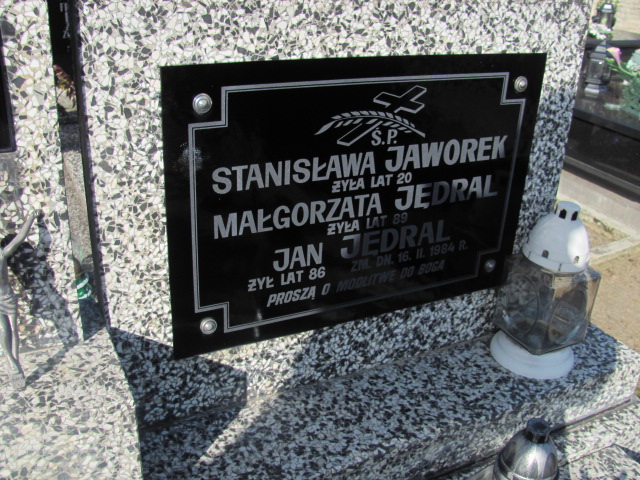 Ś.P.
STANISŁAWA JAWOREK
ŻYŁA LAT 20
MAŁGORZATA JĘDRAL
ŻYŁA LAT 89
JAN JĘDRAL
ŻYŁ LAT 86 ZM. DN. 16. II. 1984 R.
PROSZĄ O MODLITWĘ DO BOGA